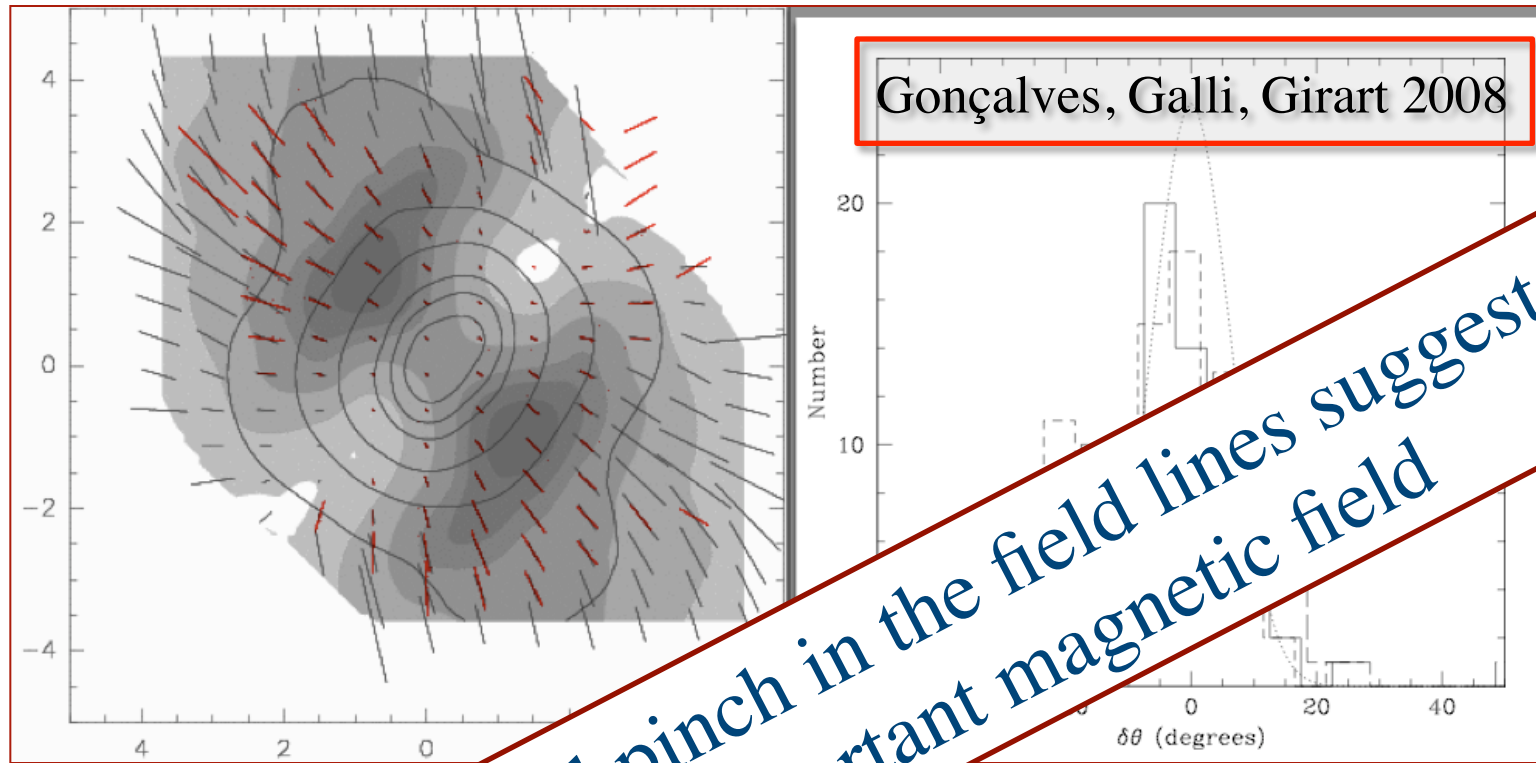 Gonçalves, Galli, Girart 2008
4
2
0
−2
−4
4
2
0
20
10
Number
0
20
40
δθ (degrees)
pinch in the field lines suggest
magnetic field